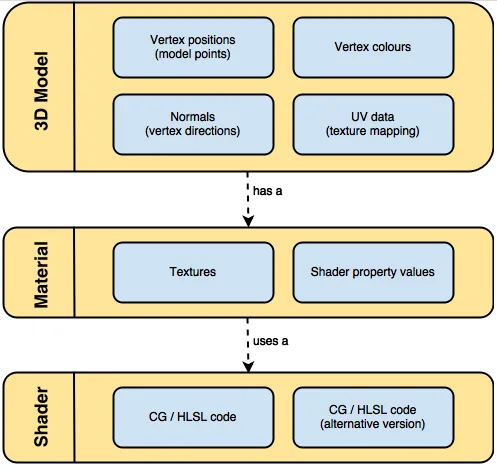 3D Model
Vertex positions
(model points)
Vertex colours
Normals
(vertex directions)
UV data
(texture mapping)
has a
Material
Textures
Shader property values
uses a
Shader
CG / HLSL code
CG / HLSL code
(alternative version)